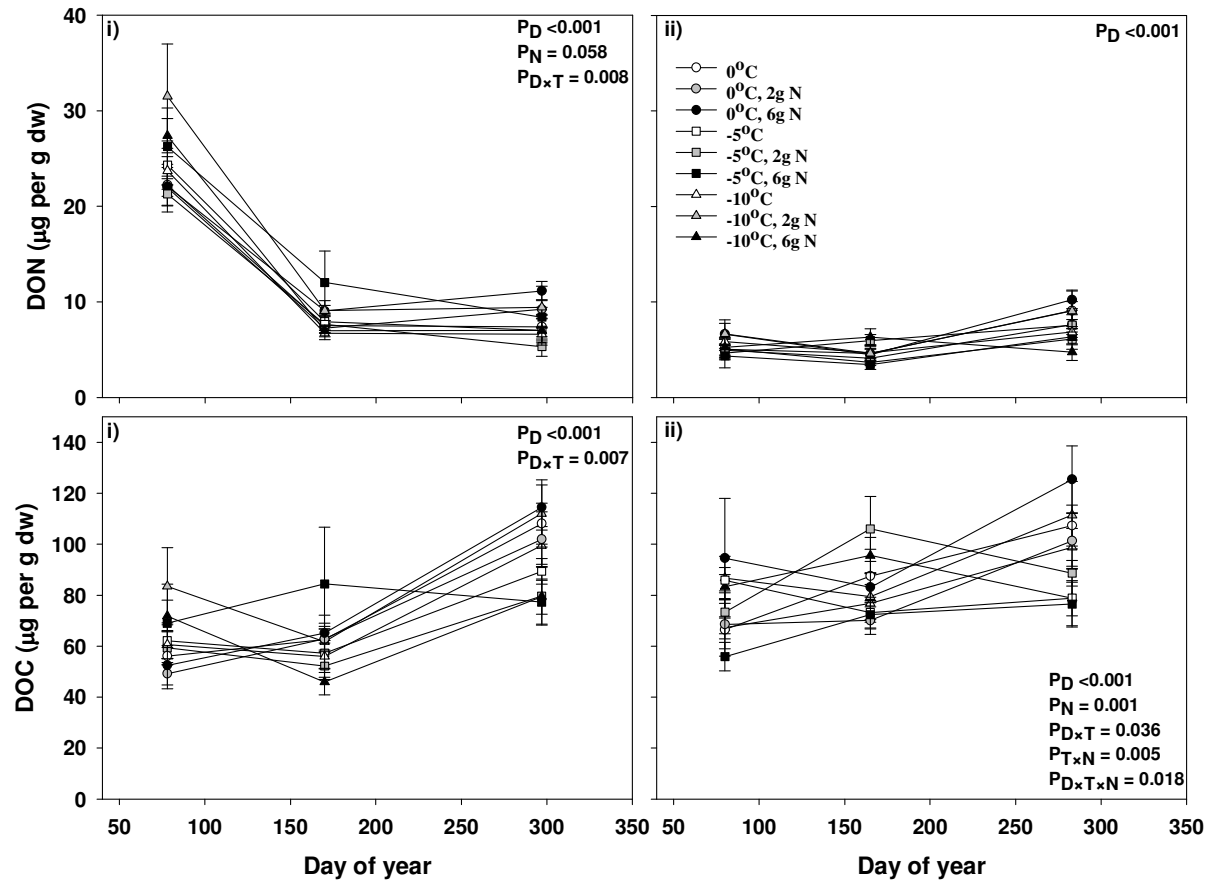 i)
P_D <0.001
P_N = 0.058
P_D×T = 0.008
40
30
20
10
0
DON (µg per g dw)
ii)
P_D <0.001
0°C
0°C, 2g N
0°C, 6g N
-5°C
-5°C, 2g N
-5°C, 6g N
-10°C
-10°C, 2g N
-10°C, 6g N
i)
P_D <0.001
P_D×T = 0.007
140
120
100
80
60
40
20
0
DOC (µg per g dw)
50 100 150 200 250 300 350
Day of year
ii)
P_D <0.001
P_N = 0.001
P_D×T = 0.036
P_T×N = 0.005
P_D×T×N = 0.018
50 100 150 200 250 300 350
Day of year